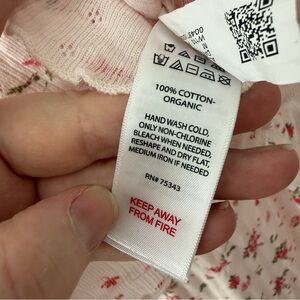 100% COTTON-
ORGANIC
HAND WASH COLD,
ONLY NON-CHLORINE
BLEACH WHEN NEEDED,
RESHAPE AND DRY FLAT,
MEDIUM IRON IF NEEDED
RN# 75343
KEEP AWAY
FROM FIRE